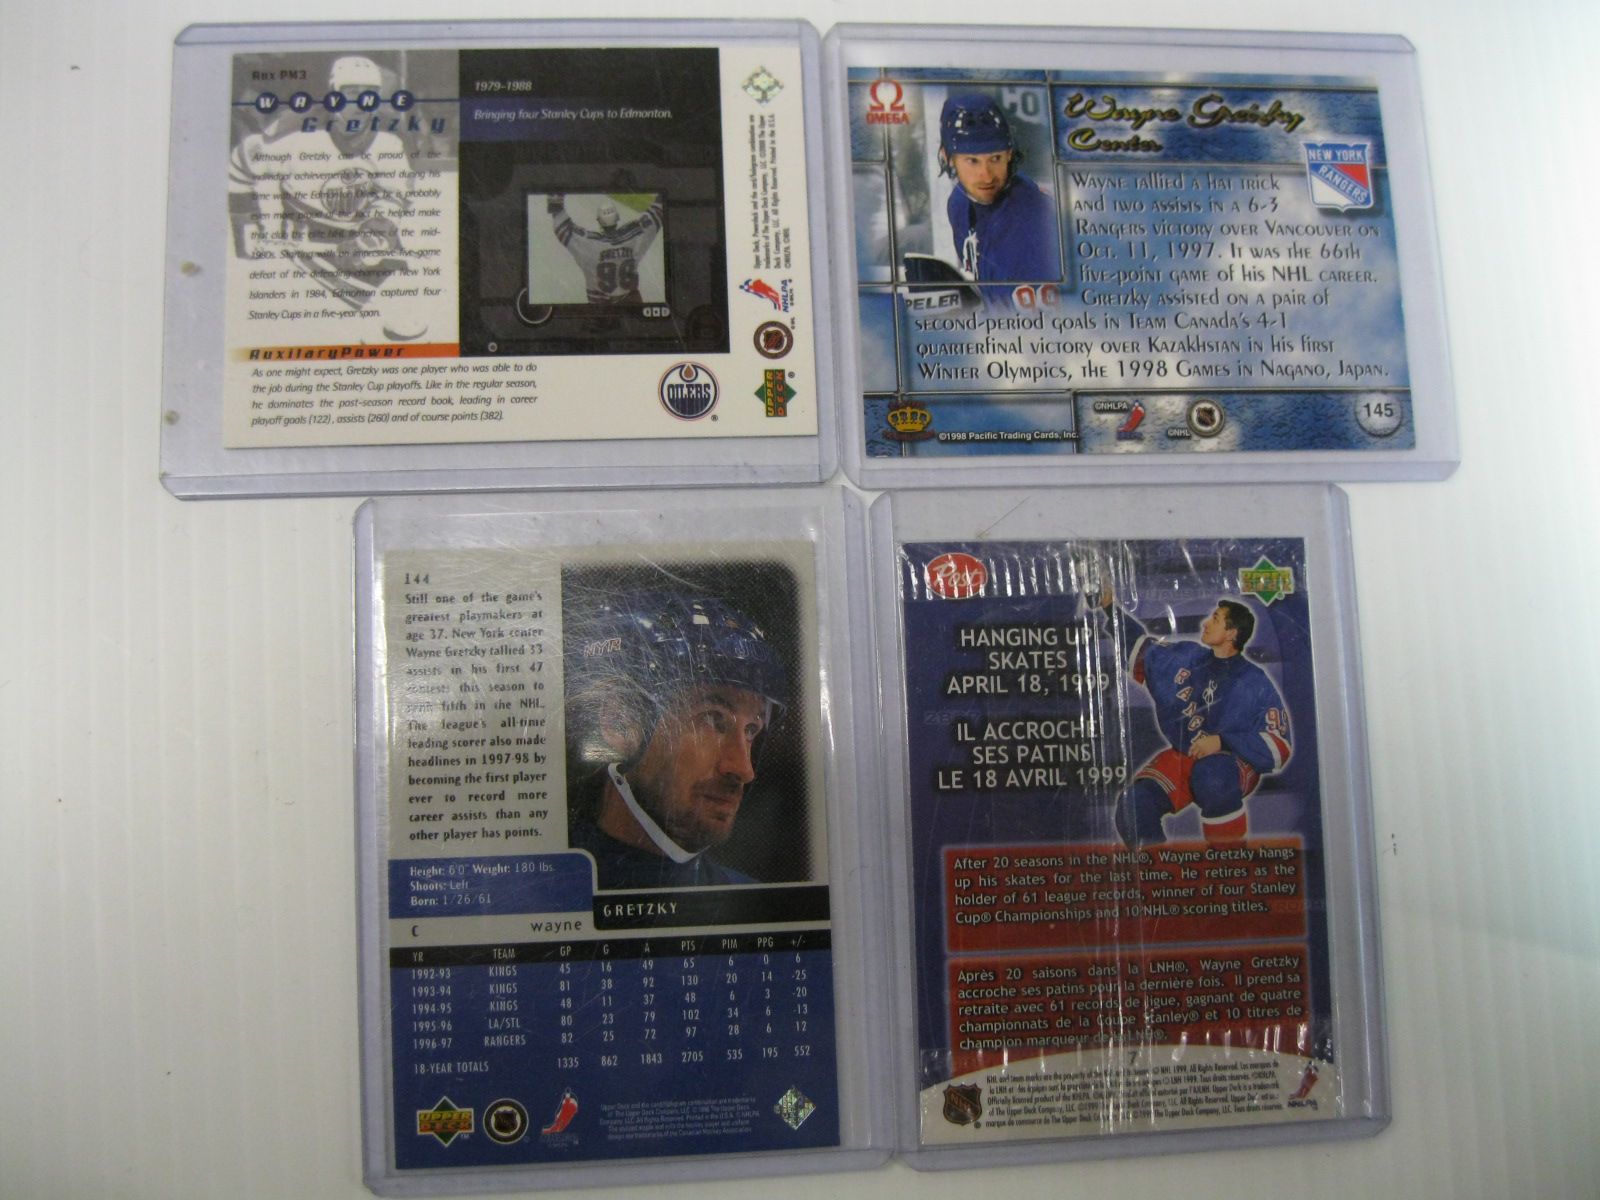 Aux PM3
WAYNE
Gretzky
Although Gretzky can be proud of the
individual achievements he earned during his
time with the Edmonton Oilers, he is probably
even more proud of the fact he helped make
that club the elite NHL franchise of the mid-
1980s. Starting with an impressive five-game
defeat of the defending-champion New York
Islanders in 1984, Edmonton captured four
Stanley Cups in a five-year span.
AuxilaryPower
As one might expect, Gretzky was one player who was able to do
the job during the Stanley Cup playoffs. Like in the regular season,
he dominates the post-season record book, leading in career
playoff goals (122), assists (260) and of course points (382).
1979-1988
Bringing four Stanley Cups to Edmonton.
GRETZKY
99
OILERS
NHLPA
UPPER DECK
OMEGA
Wayne Gretzky
Center
NEW YORK
RANGERS
Wayne tallied a hat trick
and two assists in a 6-3
Rangers victory over Vancouver on
Oct. 11, 1997. It was the 66th
five-point game of his NHL career.
Gretzky assisted on a pair of
second-period goals in Team Canada's 4-1
quarterfinal victory over Kazakhstan in his first
Winter Olympics, the 1998 Games in Nagano, Japan.
©1998 Pacific Trading Cards, Inc.
©NHLPA
©NHL
145
144
Still one of the game's
greatest playmakers at
age 37, New York center
Wayne Gretzky tallied 33
assists in his first 47
contests this season to
rank fifth in the NHL.
The league's all-time
leading scorer also made
headlines in 1997-98 by
becoming the first player
ever to record more
career assists than any
other player has points.
NYR
Height: 6'0" Weight: 180 lbs.
Shoots: Left
Born: 1/26/61
C wayne GRETZKY
YR TEAM GP G A PTS PIM PPG +/-
1992-93 KINGS 45 16 49 65 6 0 6
1993-94 KINGS 81 38 92 130 20 14 -25
1994-95 KINGS 48 11 37 48 6 3 -20
1995-96 LA/STL 80 23 79 102 34 6 -13
1996-97 RANGERS 82 25 72 97 28 6 12
18-YEAR TOTALS 1335 862 1843 2705 535 195 552
UPPER DECK
Post
UPPER DECK
HANGING UP
SKATES
APRIL 18, 1999
IL ACCROCHE
SES PATINS
LE 18 AVRIL 1999
After 20 seasons in the NHL®, Wayne Gretzky hangs
up his skates for the last time. He retires as the
holder of 61 league records, winner of four Stanley
Cup® Championships and 10 NHL® scoring titles.
Après 20 saisons dans la LNH®, Wayne Gretzky
accroche ses patins pour la dernière fois. Il prend sa
retraite avec 61 records de ligue, gagnant de quatre
championnats de la Coupe Stanley® et 10 titres de
champion marqueur de la LNH®.
7
NHL
NHLPA